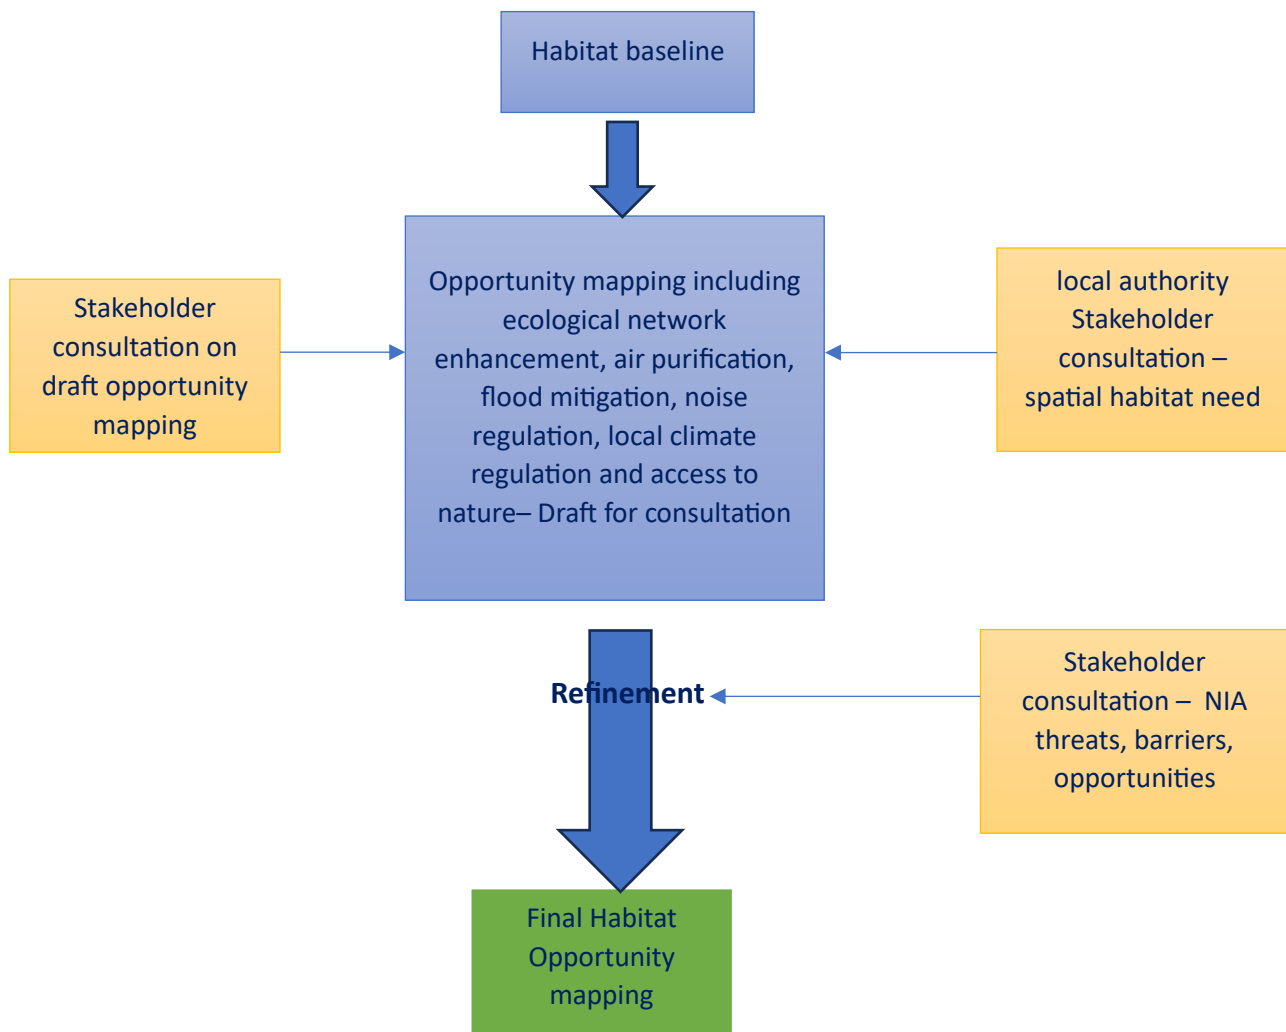 Habitat baseline
Stakeholder
consultation on
draft opportunity
mapping
Opportunity mapping including
ecological network
enhancement, air purification,
flood mitigation, noise
regulation, local climate
regulation and access to
nature– Draft for consultation
local authority
Stakeholder
consultation –
spatial habitat need
Refinement
Stakeholder
consultation –  NIA
threats, barriers,
opportunities
Final Habitat
Opportunity
mapping